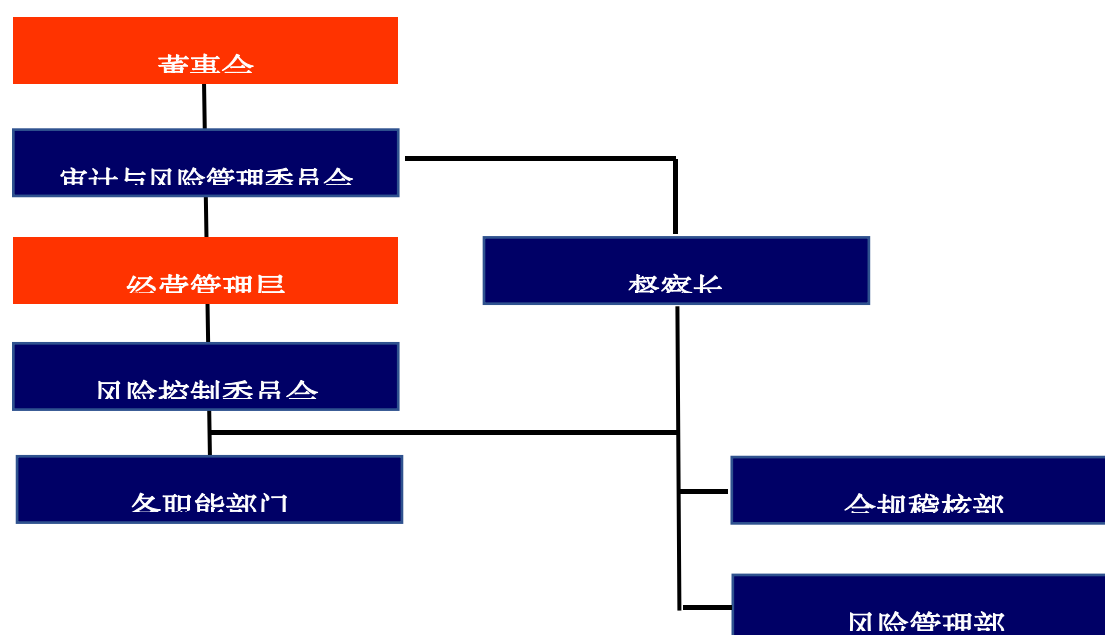 董事会
审计与风险管理委员会
经营管理层
督察长
风险控制委员会
各职能部门
合规稽核部
风险管理部